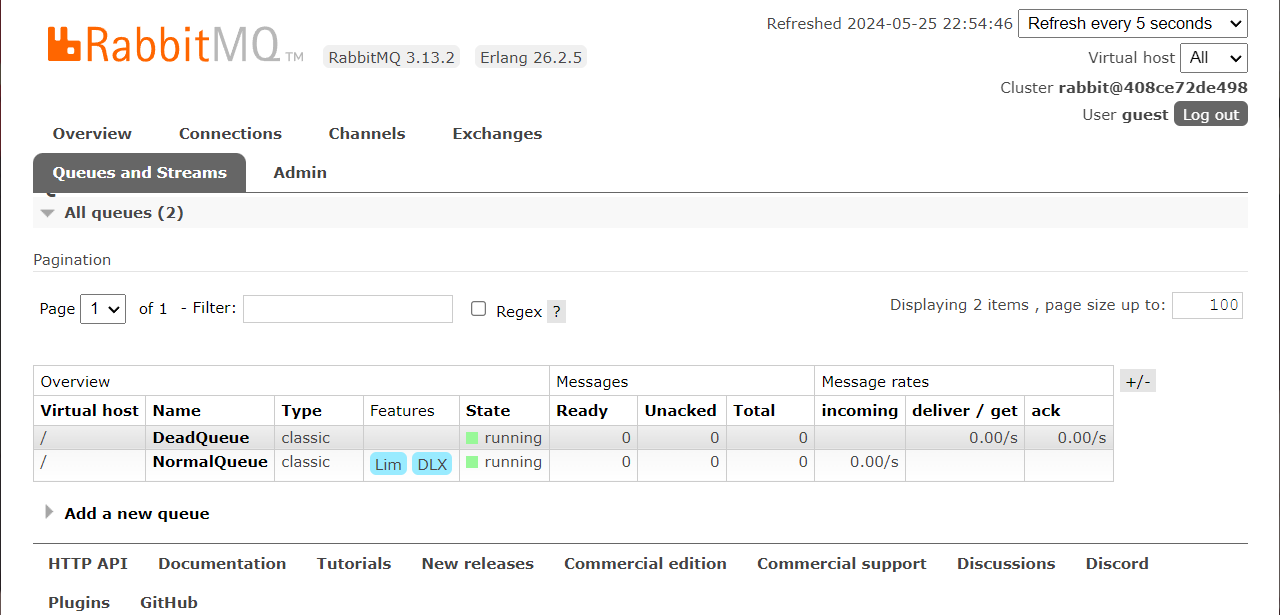 RabbitMQ TM RabbitMQ 3.13.2 Erlang 26.2.5
Refreshed 2024-05-25 22:54:46 Refresh every 5 seconds
Virtual host All
Cluster rabbit@408ce72de498
User guest Log out
Overview Connections Channels Exchanges
Queues and Streams Admin
All queues (2)
Pagination
Page 1 of 1 - Filter: Regex ? Displaying 2 items , page size up to: 100
Overview Messages Message rates +/-
Virtual host Name Type Features State Ready Unacked Total incoming deliver / get ack
/ DeadQueue classic running 0 0 0 0.00/s 0.00/s
/ NormalQueue classic Lim DLX running 0 0 0 0.00/s
Add a new queue
HTTP API Documentation Tutorials New releases Commercial edition Commercial support Discussions Discord
Plugins GitHub